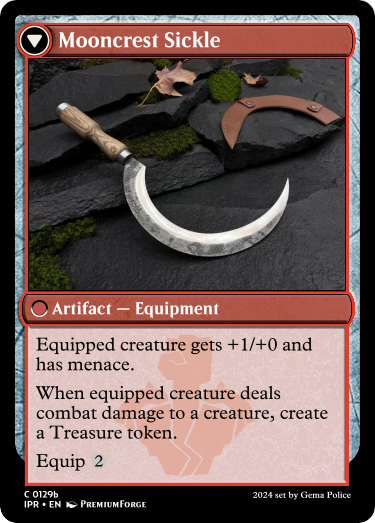 Mooncrest Sickle
Artifact — Equipment
Equipped creature gets +1/+0 and
has menace.
When equipped creature deals
combat damage to a creature, create
a Treasure token.
Equip 2
C 0129b
IPR • EN PREMIUMFORGE
2024 set by Gema Police